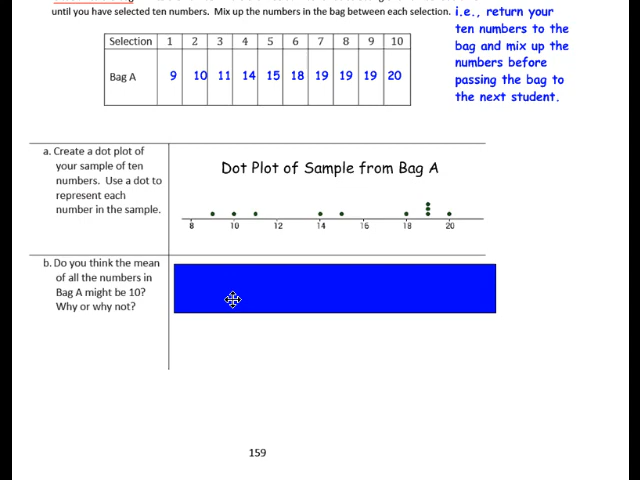 until you have selected ten numbers. Mix up the numbers in the bag between each selection.
i.e., return your
ten numbers to the
bag and mix up the
numbers before
passing the bag to
the next student.
Selection 1 2 3 4 5 6 7 8 9 10
Bag A 9 10 11 14 15 18 19 19 19 20
a. Create a dot plot of
your sample of ten
numbers. Use a dot to
represent each
number in the sample.
Dot Plot of Sample from Bag A
8 10 12 14 16 18 20
b. Do you think the mean
of all the numbers in
Bag A might be 10?
Why or why not?
159